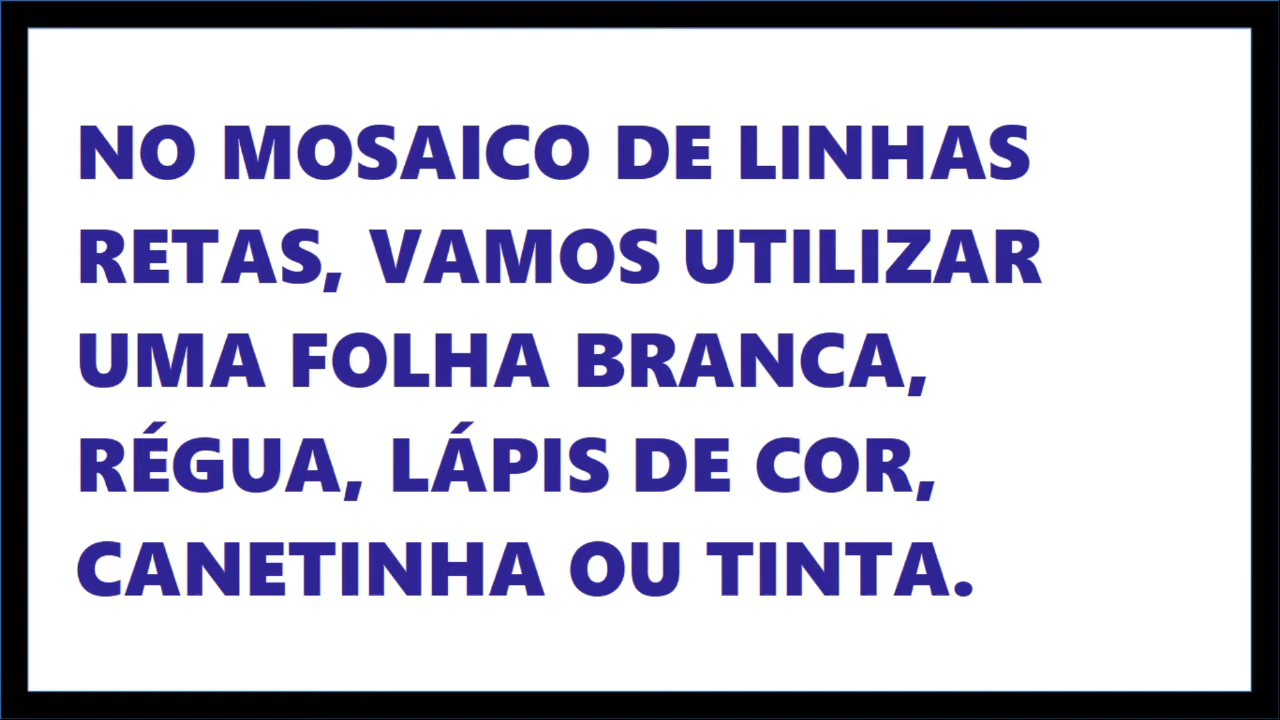 NO MOSAICO DE LINHAS
RETAS, VAMOS UTILIZAR
UMA FOLHA BRANCA,
RÉGUA, LÁPIS DE COR,
CANETINHA OU TINTA.